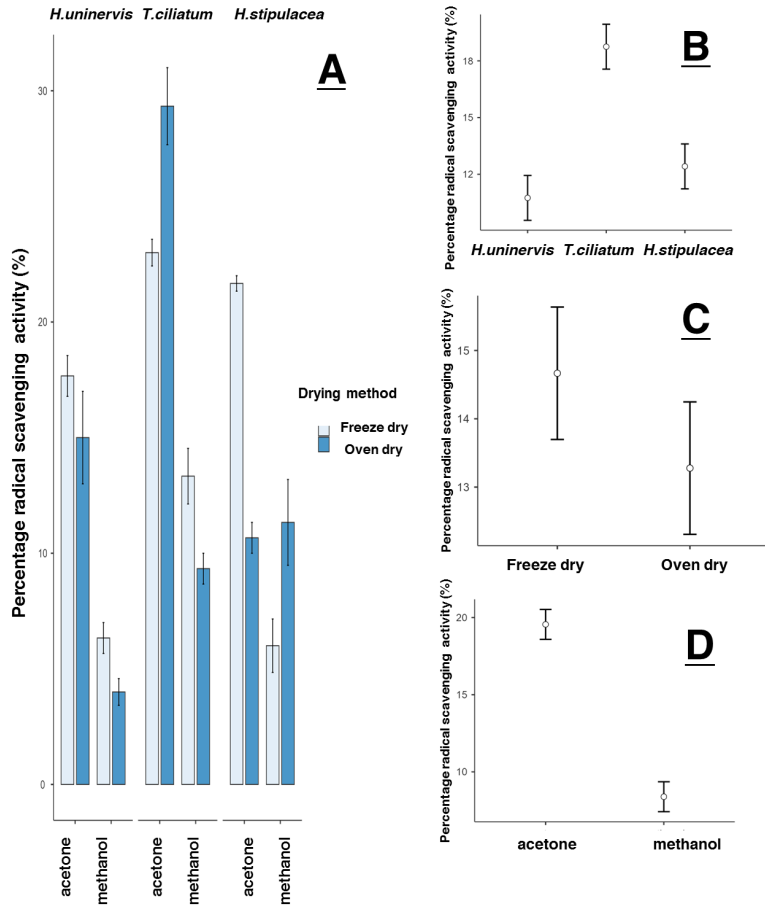 H.uninervis T.ciliatum H.stipulacea
A
Percentage radical scavenging activity (%)
30
20
10
0
Drying method
Freeze dry
Oven dry
acetone
methanol
acetone
methanol
acetone
methanol
B
Percentage radical scavenging activity (%)
18
15
12
H.uninervis T.ciliatum H.stipulacea
C
Percentage radical scavenging activity (%)
15
14
13
Freeze dry Oven dry
D
Percentage radical scavenging activity (%)
20
15
10
acetone methanol